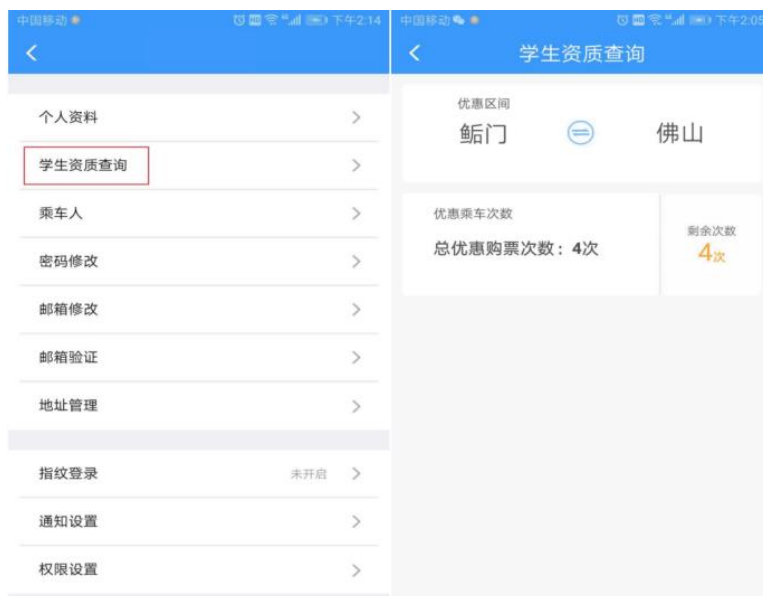 中国移动
HD
下午2:14
个人资料
学生资质查询
乘车人
密码修改
邮箱修改
邮箱验证
地址管理
指纹登录
未开启
通知设置
权限设置
中国移动
HD
下午2:05
学生资质查询
优惠区间
鲘门
佛山
优惠乘车次数
总优惠购票次数：4次
剩余次数
4次